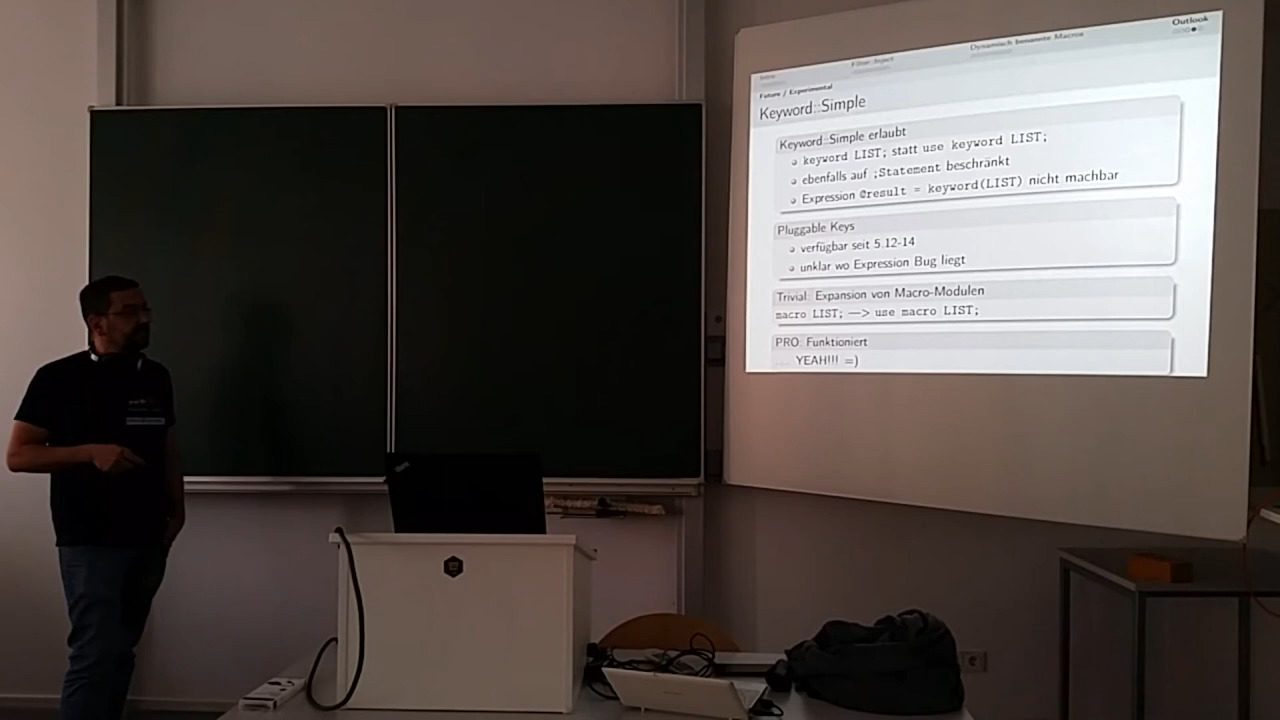 Intro
Filter::Inject
Dynamisch benannte Macros
Outlook
Future / Experimental
Keyword::Simple
Keyword::Simple erlaubt
keyword LIST; statt use keyword LIST;
ebenfalls auf ;Statement beschränkt
Expression @result = keyword(LIST) nicht machbar
Pluggable Keys
verfügbar seit 5.12-14
unklar wo Expression Bug liegt
Trivial: Expansion von Macro-Modulen
macro LIST; —> use macro LIST;
PRO: Funktioniert
YEAH!!! =)